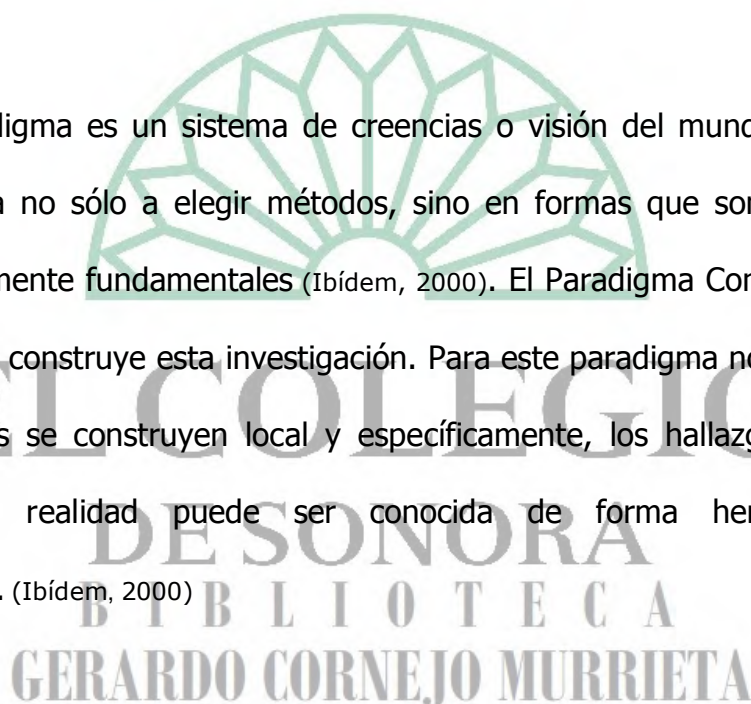 digma es un sistema de creencias o visión del mundo
a no sólo a elegir métodos, sino en formas que son
mente fundamentales (Ibídem, 2000). El Paradigma Con
construye esta investigación. Para este paradigma no
s se construyen local y específicamente, los hallazg
realidad puede ser conocida de forma her
. (Ibídem, 2000)
EL COLEGIO
DE SONORA
BIBLIOTECA
GERARDO CORNEJO MURRIETA